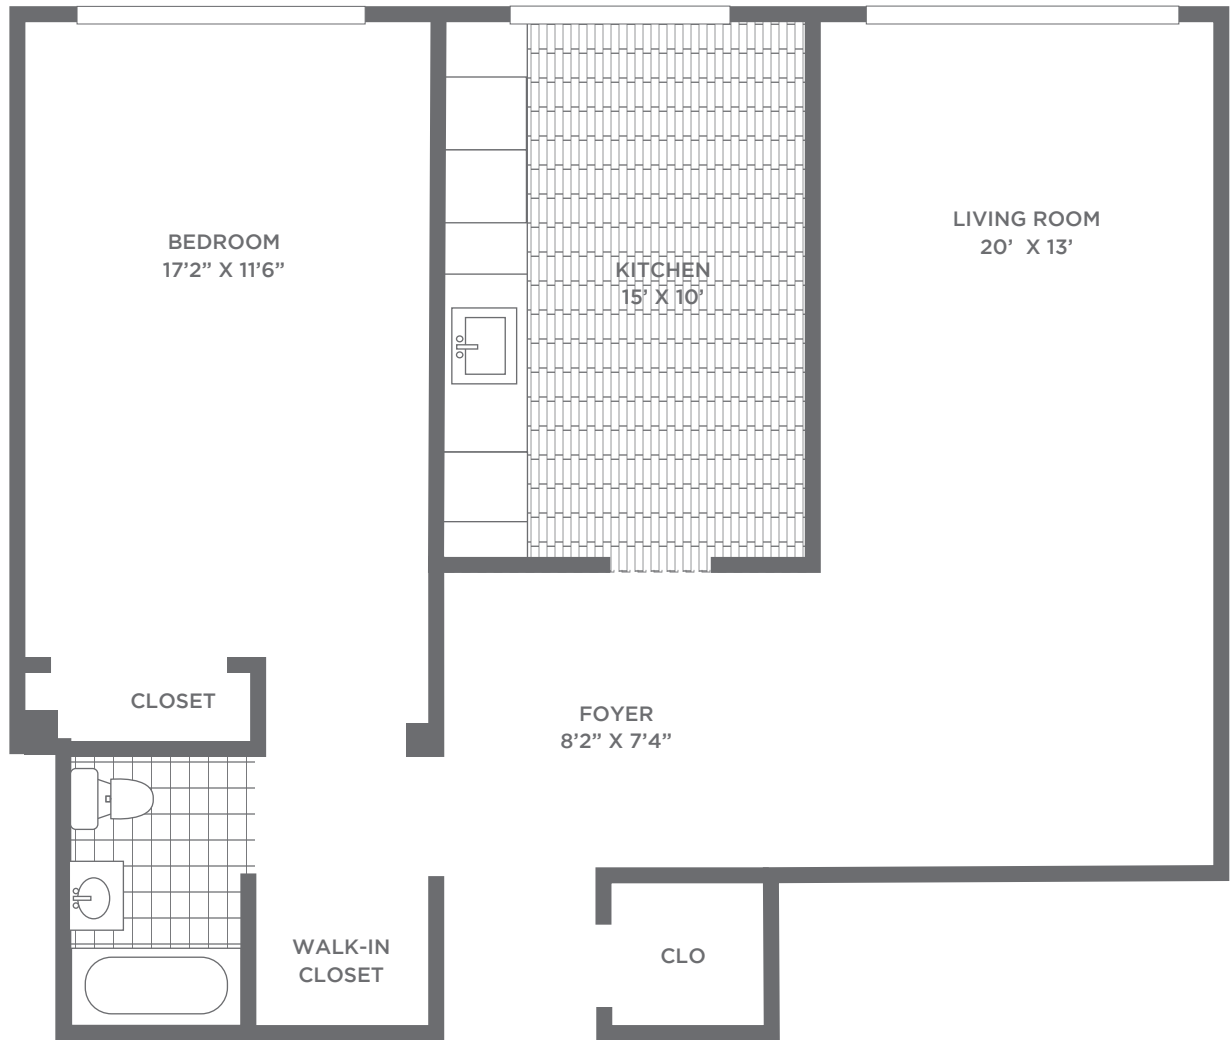 BEDROOM
17’2” X 11’6”
KITCHEN
15’ X 10’
LIVING ROOM
20’ X 13’
CLOSET
FOYER
8’2” X 7’4”
WALK-IN
CLOSET
CLO